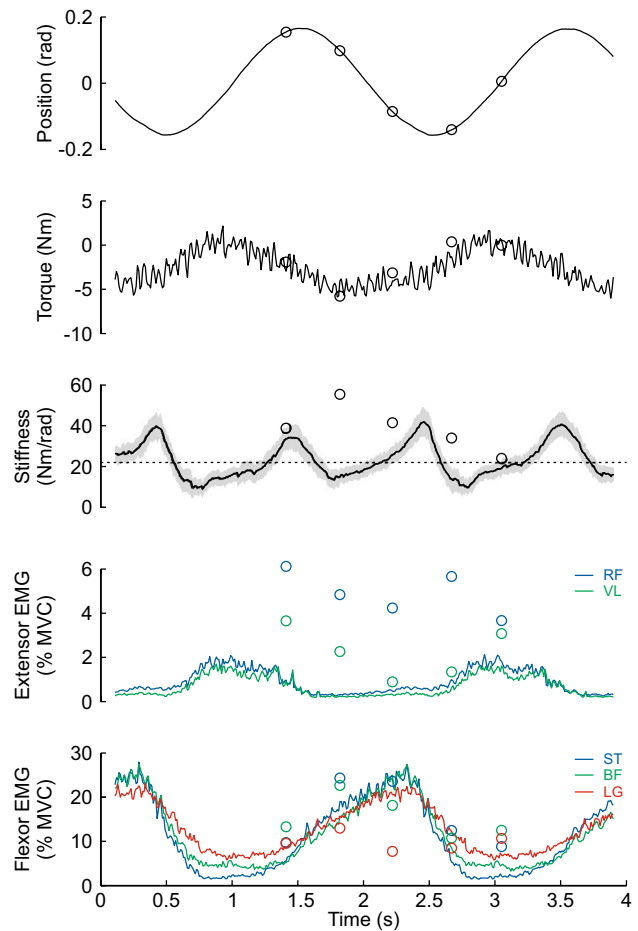 0.2
0
-0.2
Position (rad)
5
0
-5
-10
Torque (Nm)
60
40
20
0
Stiffness
(Nm/rad)
6
4
2
0
Extensor EMG
(% MVC)
RF
VL
30
20
10
0
Flexor EMG
(% MVC)
ST
BF
LG
0 0.5 1 1.5 2 2.5 3 3.5 4
Time (s)